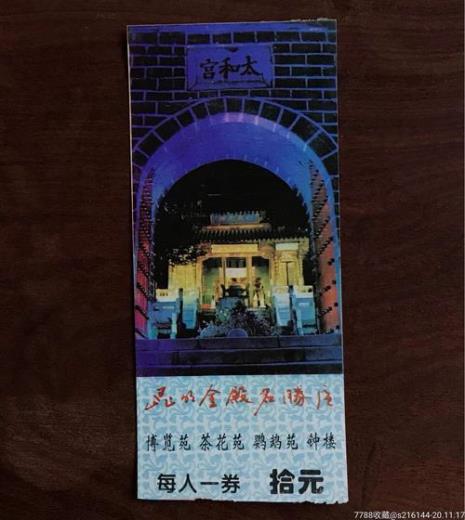 宫和太
昆明金殿名勝区
博览苑 茶花苑 鹦鹉苑 钟楼
每人一券 拾元
7788收藏@s216144-20.11.17